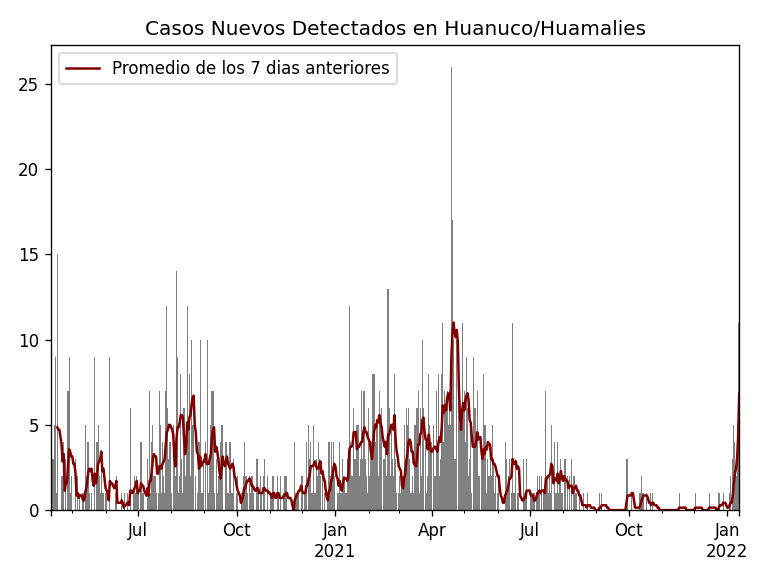 Casos Nuevos Detectados en Huanuco/Huamalies
Promedio de los 7 dias anteriores
25
20
15
10
5
0
Jul Oct Jan Apr Jul Oct Jan
2021 2022